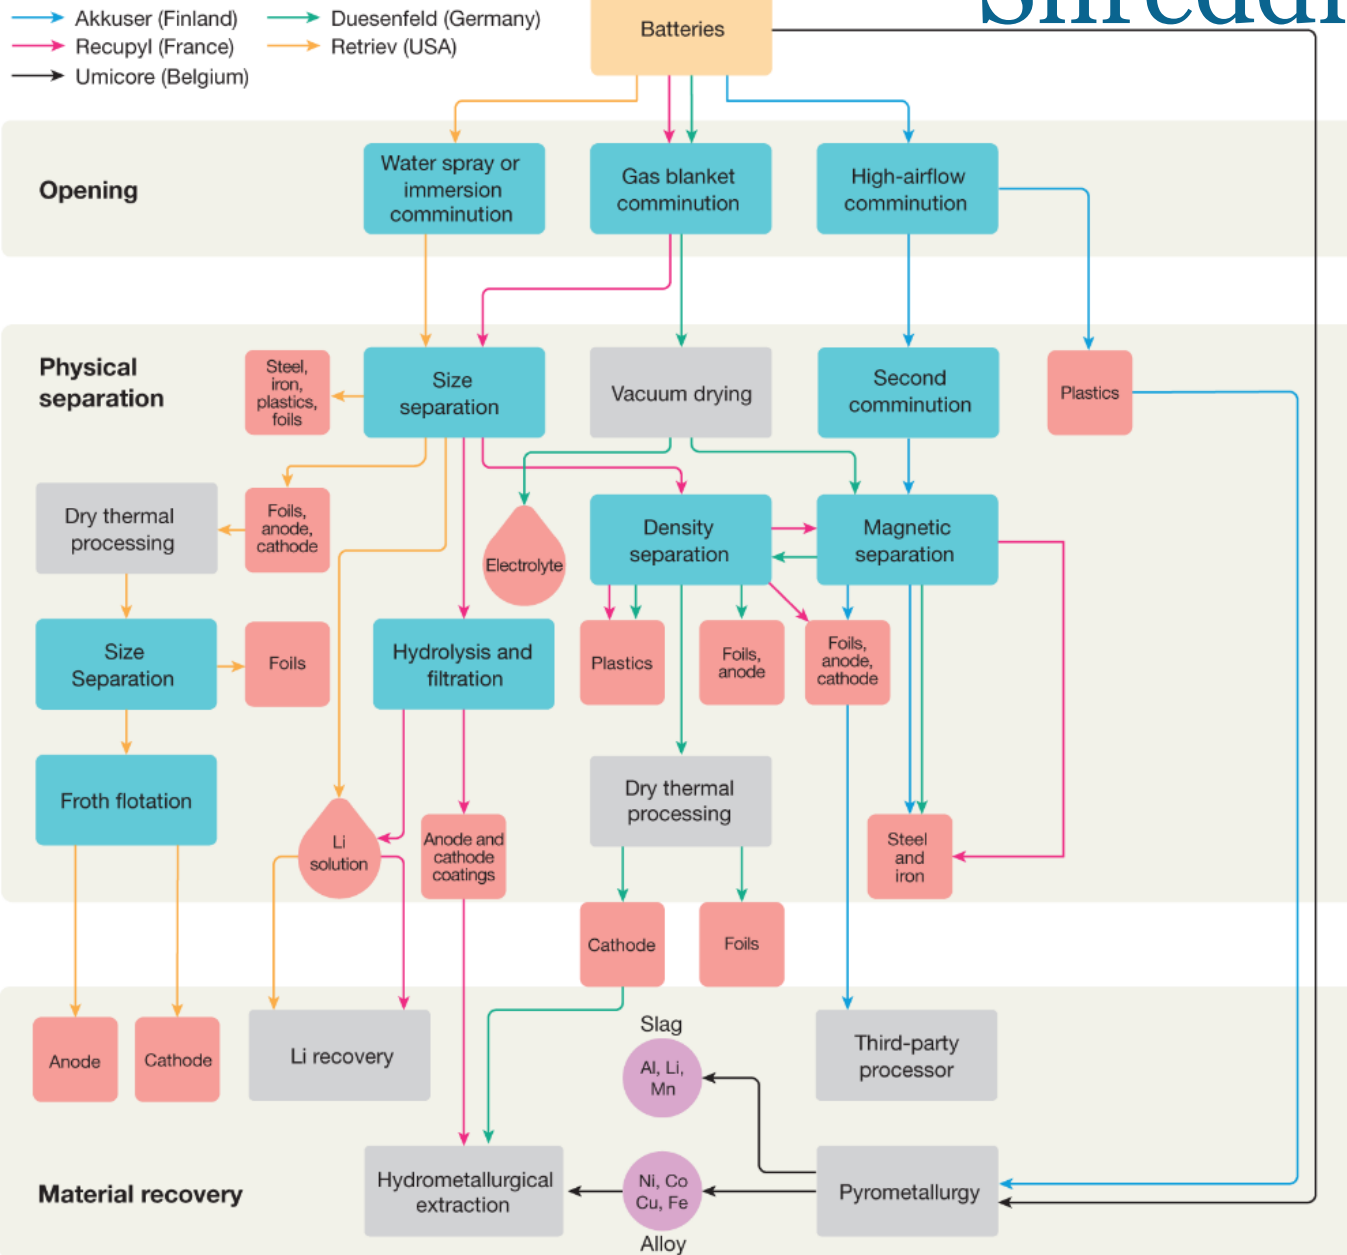 Shreddi
Akkuser (Finland)
Duesenfeld (Germany)
Recupyl (France)
Retriev (USA)
Umicore (Belgium)
Batteries
Opening
Water spray or
immersion
comminution
Gas blanket
comminution
High-airflow
comminution
Physical
separation
Steel,
iron,
plastics,
foils
Size
separation
Vacuum drying
Second
comminution
Plastics
Dry thermal
processing
Foils,
anode,
cathode
Electrolyte
Density
separation
Magnetic
separation
Size
Separation
Foils
Hydrolysis and
filtration
Plastics
Foils,
anode
Foils,
anode,
cathode
Froth flotation
Li
solution
Anode and
cathode
coatings
Dry thermal
processing
Steel
and
iron
Cathode
Foils
Anode
Cathode
Li recovery
Slag
Al, Li,
Mn
Third-party
processor
Material recovery
Hydrometallurgical
extraction
Ni, Co
Cu, Fe
Alloy
Pyrometallurgy